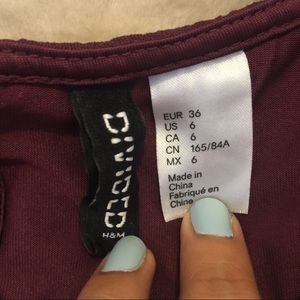 DIVIDED
H&M
EUR 36
US 6
CA 6
CN 165/84A
MX 6
Made in
China
Fabriqué en
Chine